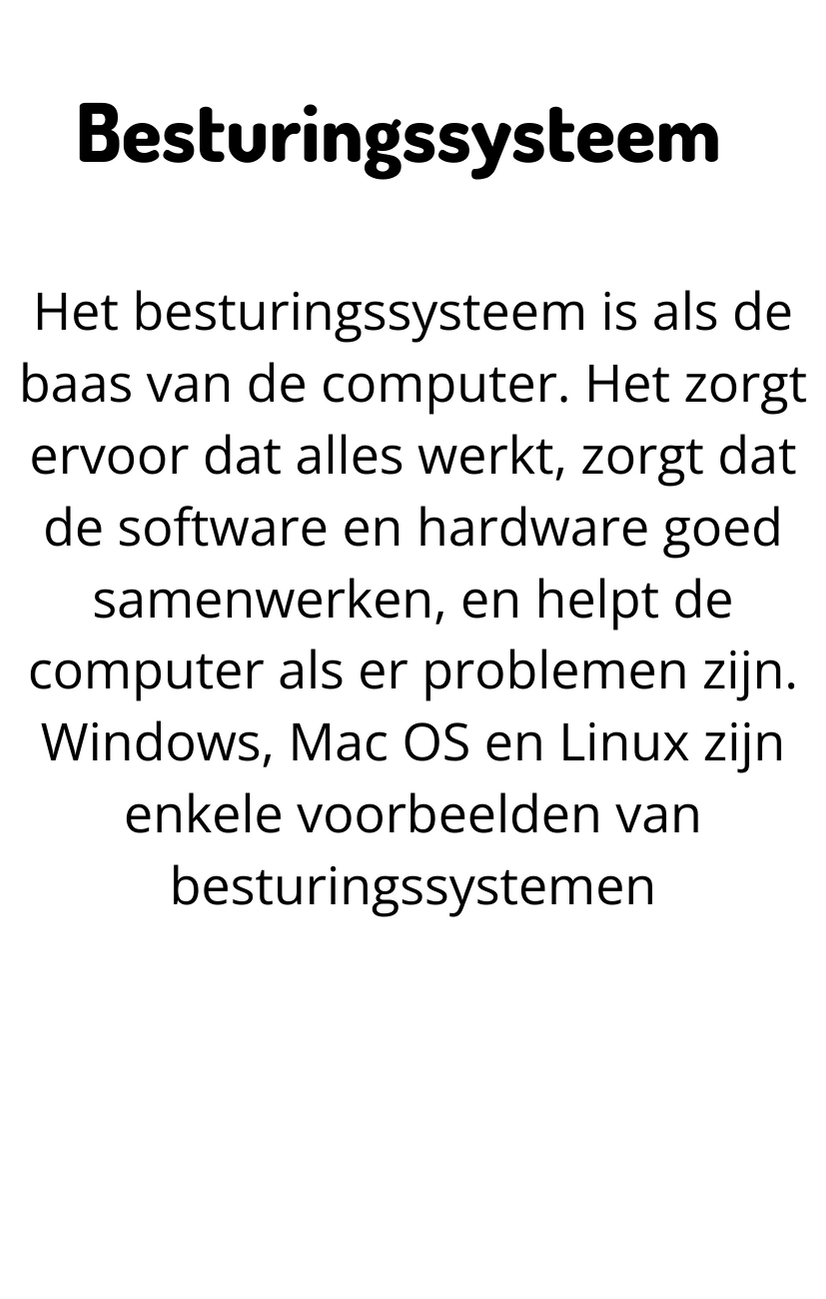 Besturingssysteem
Het besturingssysteem is als de
baas van de computer. Het zorgt
ervoor dat alles werkt, zorgt dat
de software en hardware goed
samenwerken, en helpt de
computer als er problemen zijn.
Windows, Mac OS en Linux zijn
enkele voorbeelden van
besturingssystemen